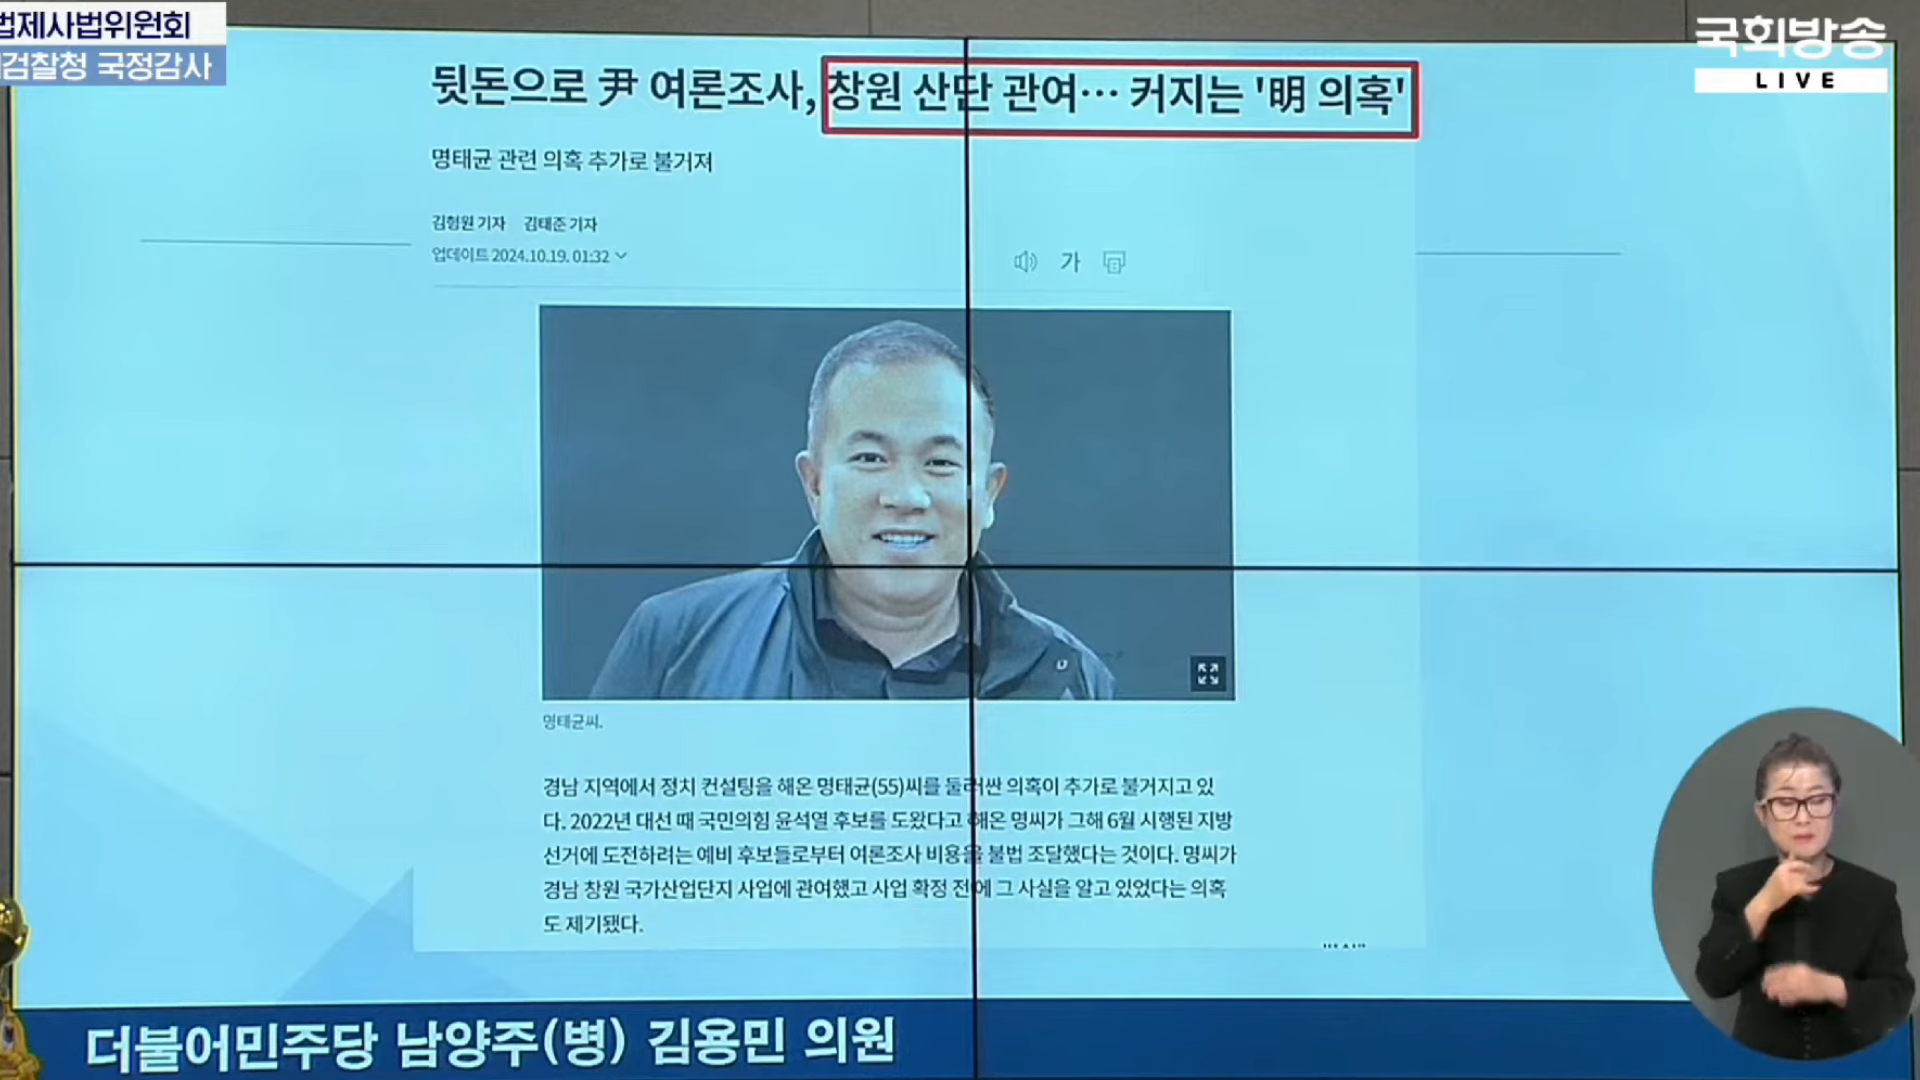 법제사법위원회
검찰청 국정감사
국회방송
LIVE
뒷돈으로 尹 여론조사, 창원 산단 관여… 커지는 '明 의혹'
명태균 관련 의혹 추가로 불거져
김형원 기자 김태준 기자
업데이트 2024.10.19. 01:32
가
명태균씨.
경남 지역에서 정치 컨설팅을 해온 명태균(55)씨를 둘러싼 의혹이 추가로 불거지고 있
다. 2022년 대선 때 국민의힘 윤석열 후보를 도왔다고 해온 명씨가 그해 6월 시행된 지방
선거에 도전하려는 예비 후보들로부터 여론조사 비용을 불법 조달했다는 것이다. 명씨가
경남 창원 국가산업단지 사업에 관여했고 사업 확정 전에 그 사실을 알고 있었다는 의혹
도 제기됐다.
더불어민주당 남양주(병) 김용민 의원